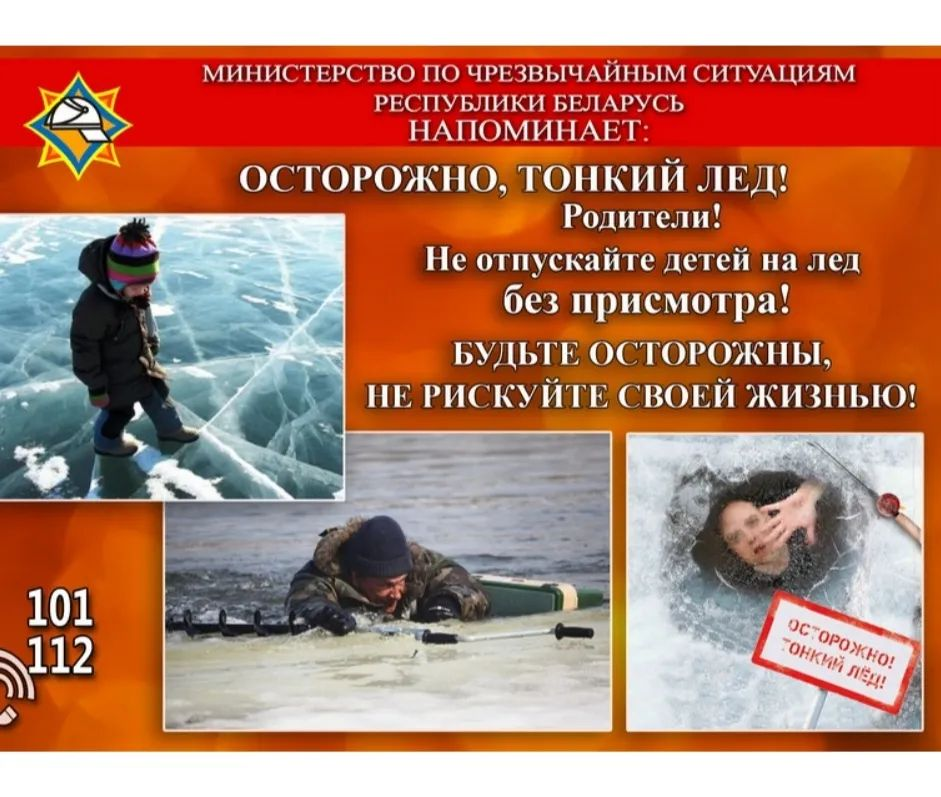 МИНИСТЕРСТВО ПО ЧРЕЗВЫЧАЙНЫМ СИТУАЦИЯМ
РЕСПУБЛИКИ БЕЛАРУСЬ
НАПОМИНАЕТ:
ОСТОРОЖНО, ТОНКИЙ ЛЕД!
Родители!
Не отпускайте детей на лед
без присмотра!
БУДЬТЕ ОСТОРОЖНЫ,
НЕ РИСКУЙТЕ СВОЕЙ ЖИЗНЬЮ!
101
112
ОСТОРОЖНО!
ТОНКИЙ ЛЁД!